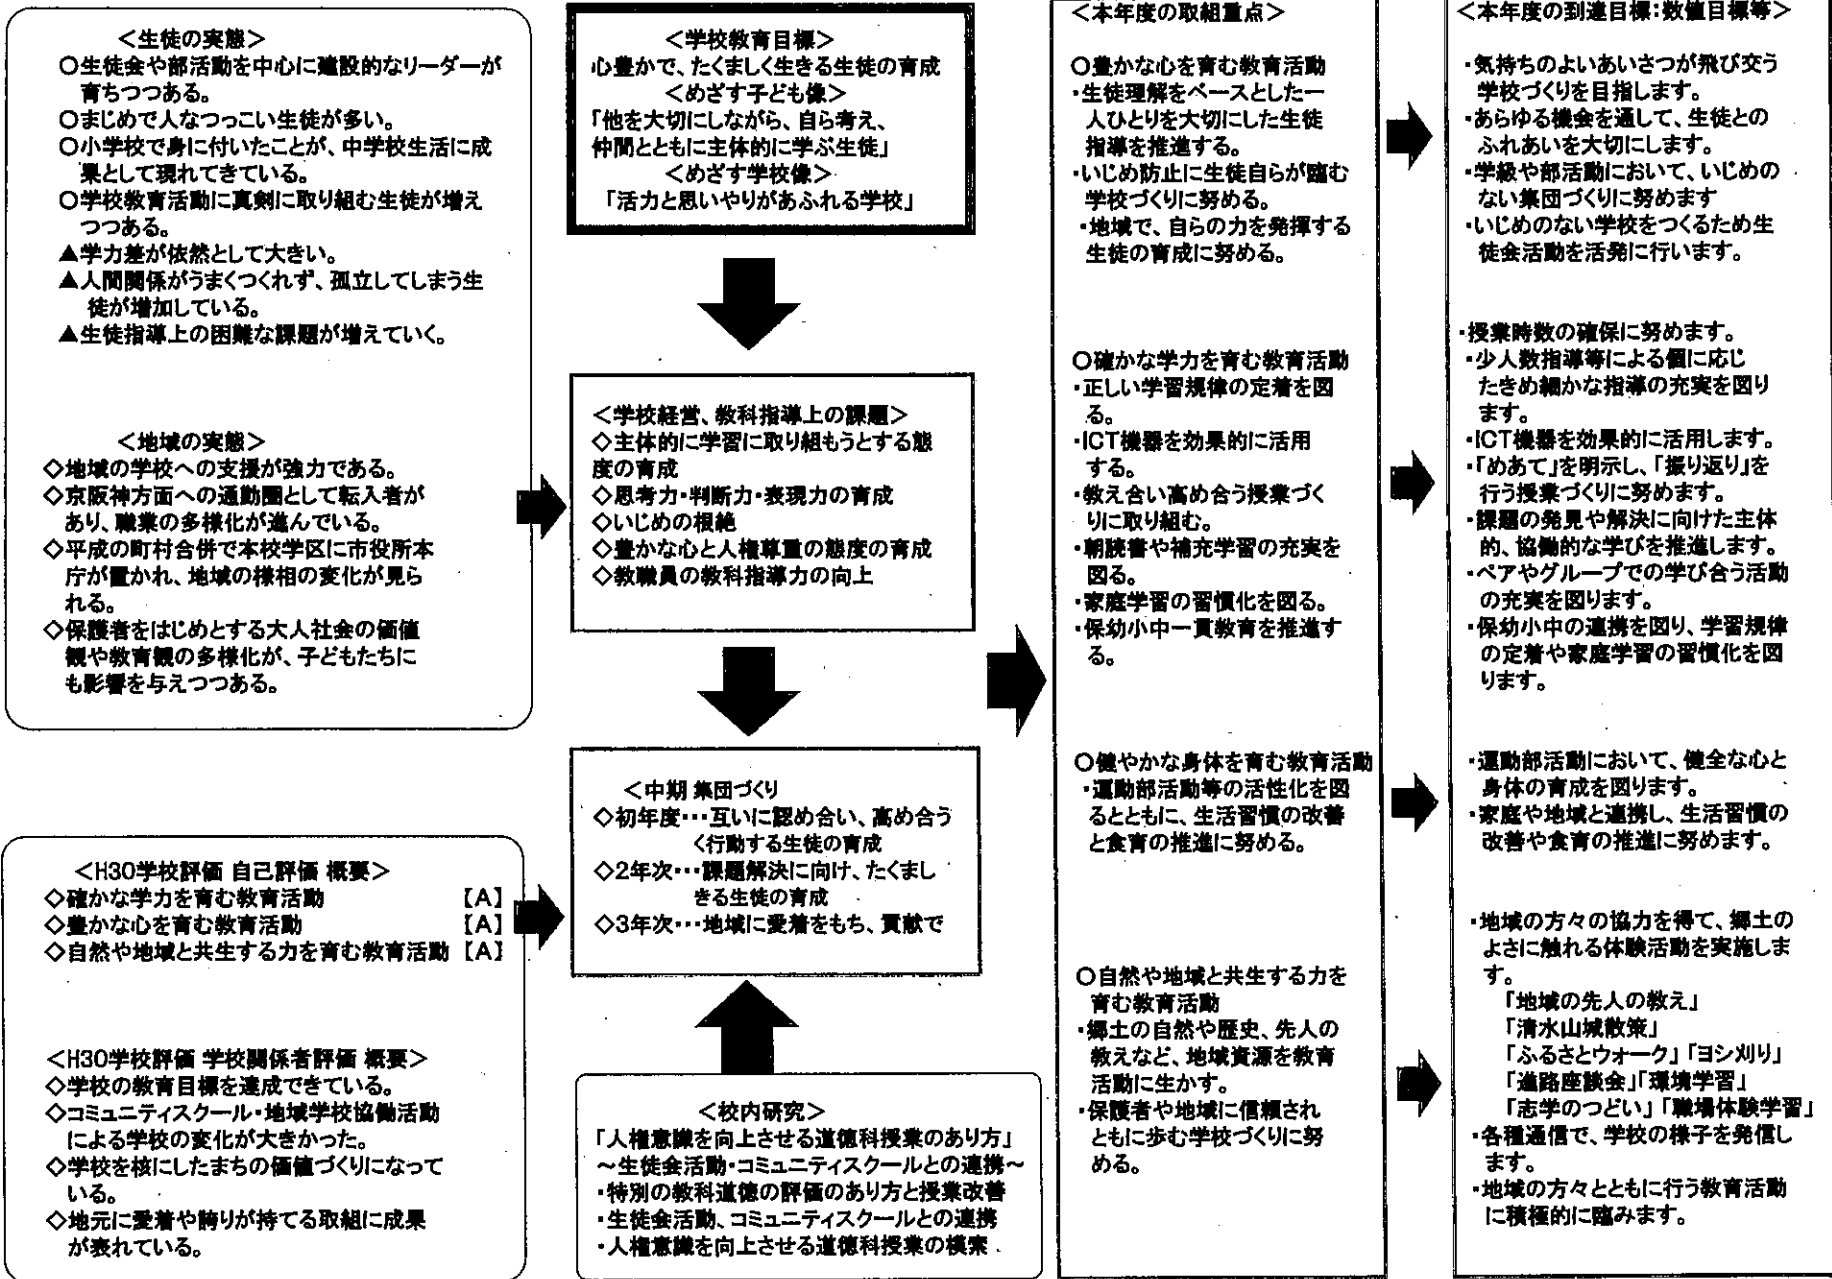 ＜生徒の実態＞
○生徒会や部活動を中心に建設的なリーダーが
育ちつつある。
○まじめで人なつっこい生徒が多い。
○小学校で身に付いたことが、中学校生活に成
果として現れてきている。
○学校教育活動に真剣に取り組む生徒が増え
つつある。
▲学力差が依然として大きい。
▲人間関係がうまくつくれず、孤立してしまう生
徒が増加している。
▲生徒指導上の困難な課題が増えていく。
＜地域の実態＞
◇地域の学校への支援が強力である。
◇京阪神方面への通勤圏として転入者が
あり、職業の多様化が進んでいる。
◇平成の町村合併で本校学区に市役所本
庁が置かれ、地域の様相の変化が見ら
れる。
◇保護者をはじめとする大人社会の価値
観や教育観の多様化が、子どもたちに
も影響を与えつつある。
＜H30学校評価 自己評価 概要＞
◇確かな学力を育む教育活動 【A】
◇豊かな心を育む教育活動 【A】
◇自然や地域と共生する力を育む教育活動 【A】
＜H30学校評価 学校関係者評価 概要＞
◇学校の教育目標を達成できている。
◇コミュニティスクール・地域学校協働活動
による学校の変化が大きかった。
◇学校を核にしたまちの価値づくりになって
いる。
◇地元に愛着や誇りが持てる取組に成果
が表れている。
＜学校教育目標＞
心豊かで、たくましく生きる生徒の育成
＜めざす子ども像＞
「他を大切にしながら、自ら考え、
仲間とともに主体的に学ぶ生徒」
＜めざす学校像＞
「活力と思いやりがあふれる学校」
＜学校経営、教科指導上の課題＞
◇主体的に学習に取り組もうとする態
度の育成
◇思考力・判断力・表現力の育成
◇いじめの根絶
◇豊かな心と人権尊重の態度の育成
◇教職員の教科指導力の向上
＜中期 集団づくり
◇初年度…互いに認め合い、高め合う
く行動する生徒の育成
◇2年次…課題解決に向け、たくまし
きる生徒の育成
◇3年次…地域に愛着をもち、貢献で
＜校内研究＞
「人権意識を向上させる道徳科授業のあり方」
～生徒会活動・コミュニティスクールとの連携～
・特別の教科道徳の評価のあり方と授業改善
・生徒会活動、コミュニティスクールとの連携
・人権意識を向上させる道徳科授業の模索
＜本年度の取組重点＞
○豊かな心を育む教育活動
・生徒理解をベースとした一
人ひとりを大切にした生徒
指導を推進する。
・いじめ防止に生徒自らが臨む
学校づくりに努める。
・地域で、自らの力を発揮する
生徒の育成に努める。
○確かな学力を育む教育活動
・正しい学習規律の定着を図
る。
・ICT機器を効果的に活用
する。
・教え合い高め合う授業づく
りに取り組む。
・朝読書や補充学習の充実を
図る。
・家庭学習の習慣化を図る。
・保幼小中一貫教育を推進す
る。
○健やかな身体を育む教育活動
・運動部活動等の活性化を図
るとともに、生活習慣の改善
と食育の推進に努める。
○自然や地域と共生する力を
育む教育活動
・郷土の自然や歴史、先人の
教えなど、地域資源を教育
活動に生かす。
・保護者や地域に信頼され
ともに歩む学校づくりに努
める。
＜本年度の到達目標：数値目標等＞
・気持ちのよいあいさつが飛び交う
学校づくりを目指します。
・あらゆる機会を通して、生徒との
ふれあいを大切にします。
・学級や部活動において、いじめの
ない集団づくりに努めます
・いじめのない学校をつくるため生
徒会活動を活発に行います。
・授業時数の確保に努めます。
・少人数指導等による個に応じ
たきめ細かな指導の充実を図り
ます。
・ICT機器を効果的に活用します。
・「めあて」を明示し、「振り返り」を
行う授業づくりに努めます。
・課題の発見や解決に向けた主体
的、協働的な学びを推進します。
・ペアやグループでの学び合う活動
の充実を図ります。
・保幼小中の連携を図り、学習規律
の定着や家庭学習の習慣化を図
ります。
・運動部活動において、健全な心と
身体の育成を図ります。
・家庭や地域と連携し、生活習慣の
改善や食育の推進に努めます。
・地域の方々の協力を得て、郷土の
よさに触れる体験活動を実施しま
す。
「地域の先人の教え」
「清水山城散策」
「ふるさとウォーク」「ヨシ刈り」
「進路座談会」「環境学習」
「志学のつどい」「職場体験学習」
・各種通信で、学校の様子を発信し
ます。
・地域の方々とともに行う教育活動
に積極的に臨みます。